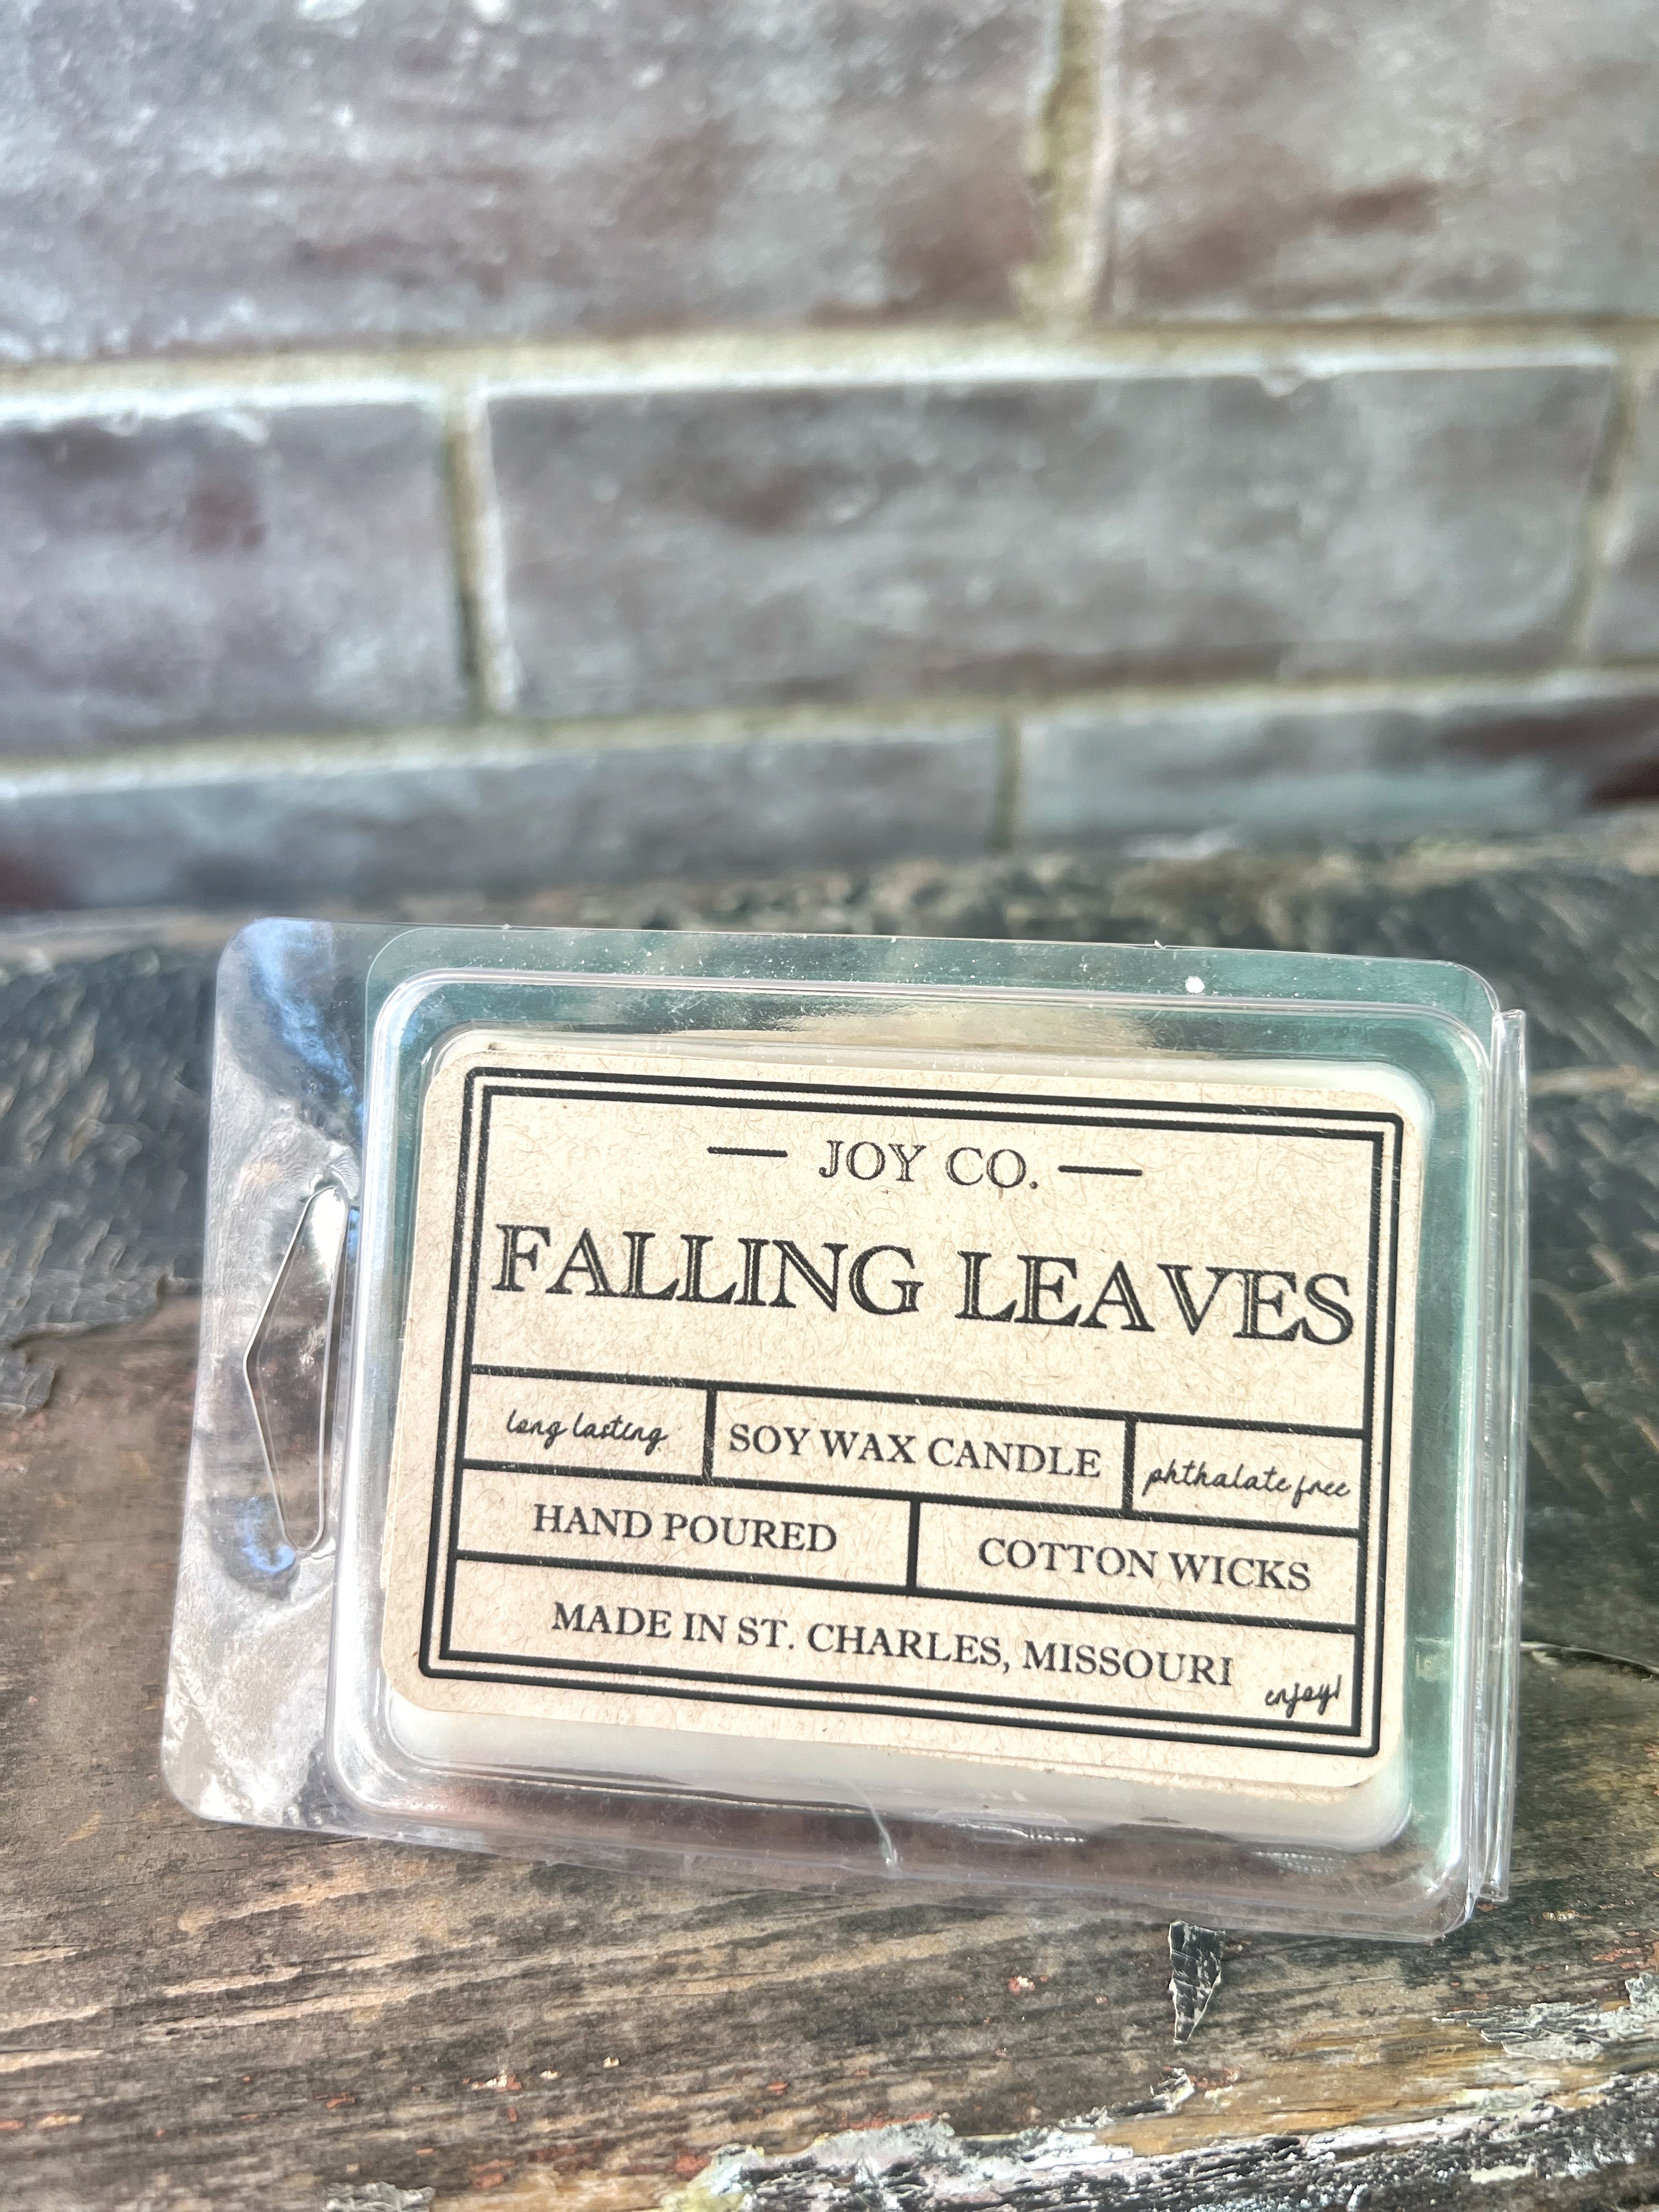 — JOY CO. —
FALLING LEAVES
long lasting
SOY WAX CANDLE
phthalate free
HAND POURED
COTTON WICKS
MADE IN ST. CHARLES, MISSOURI
enjoy!